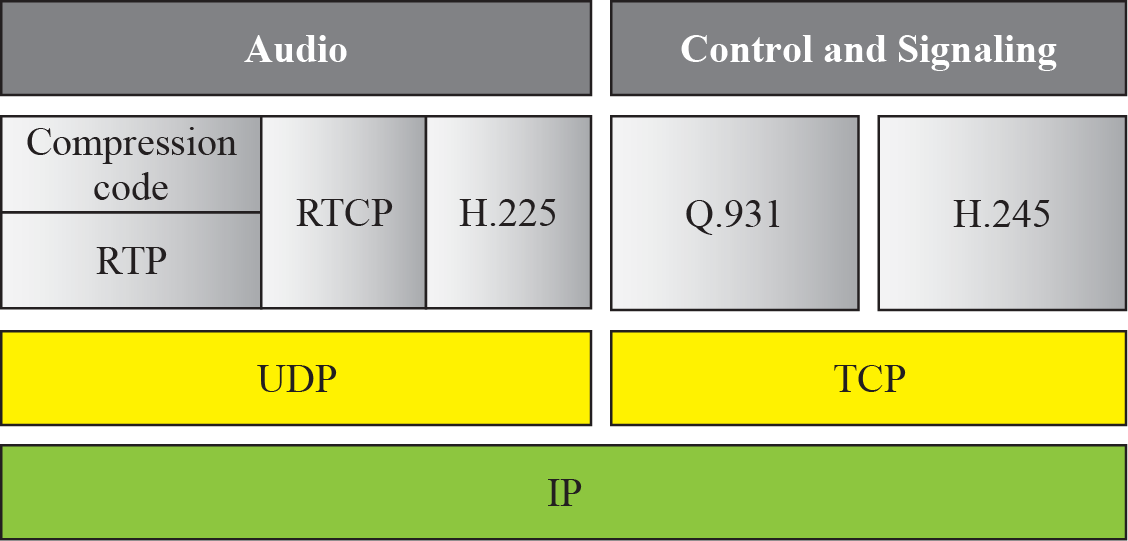 Audio
Control and Signaling
Compression
code
RTP
RTCP
H.225
Q.931
H.245
UDP
TCP
IP